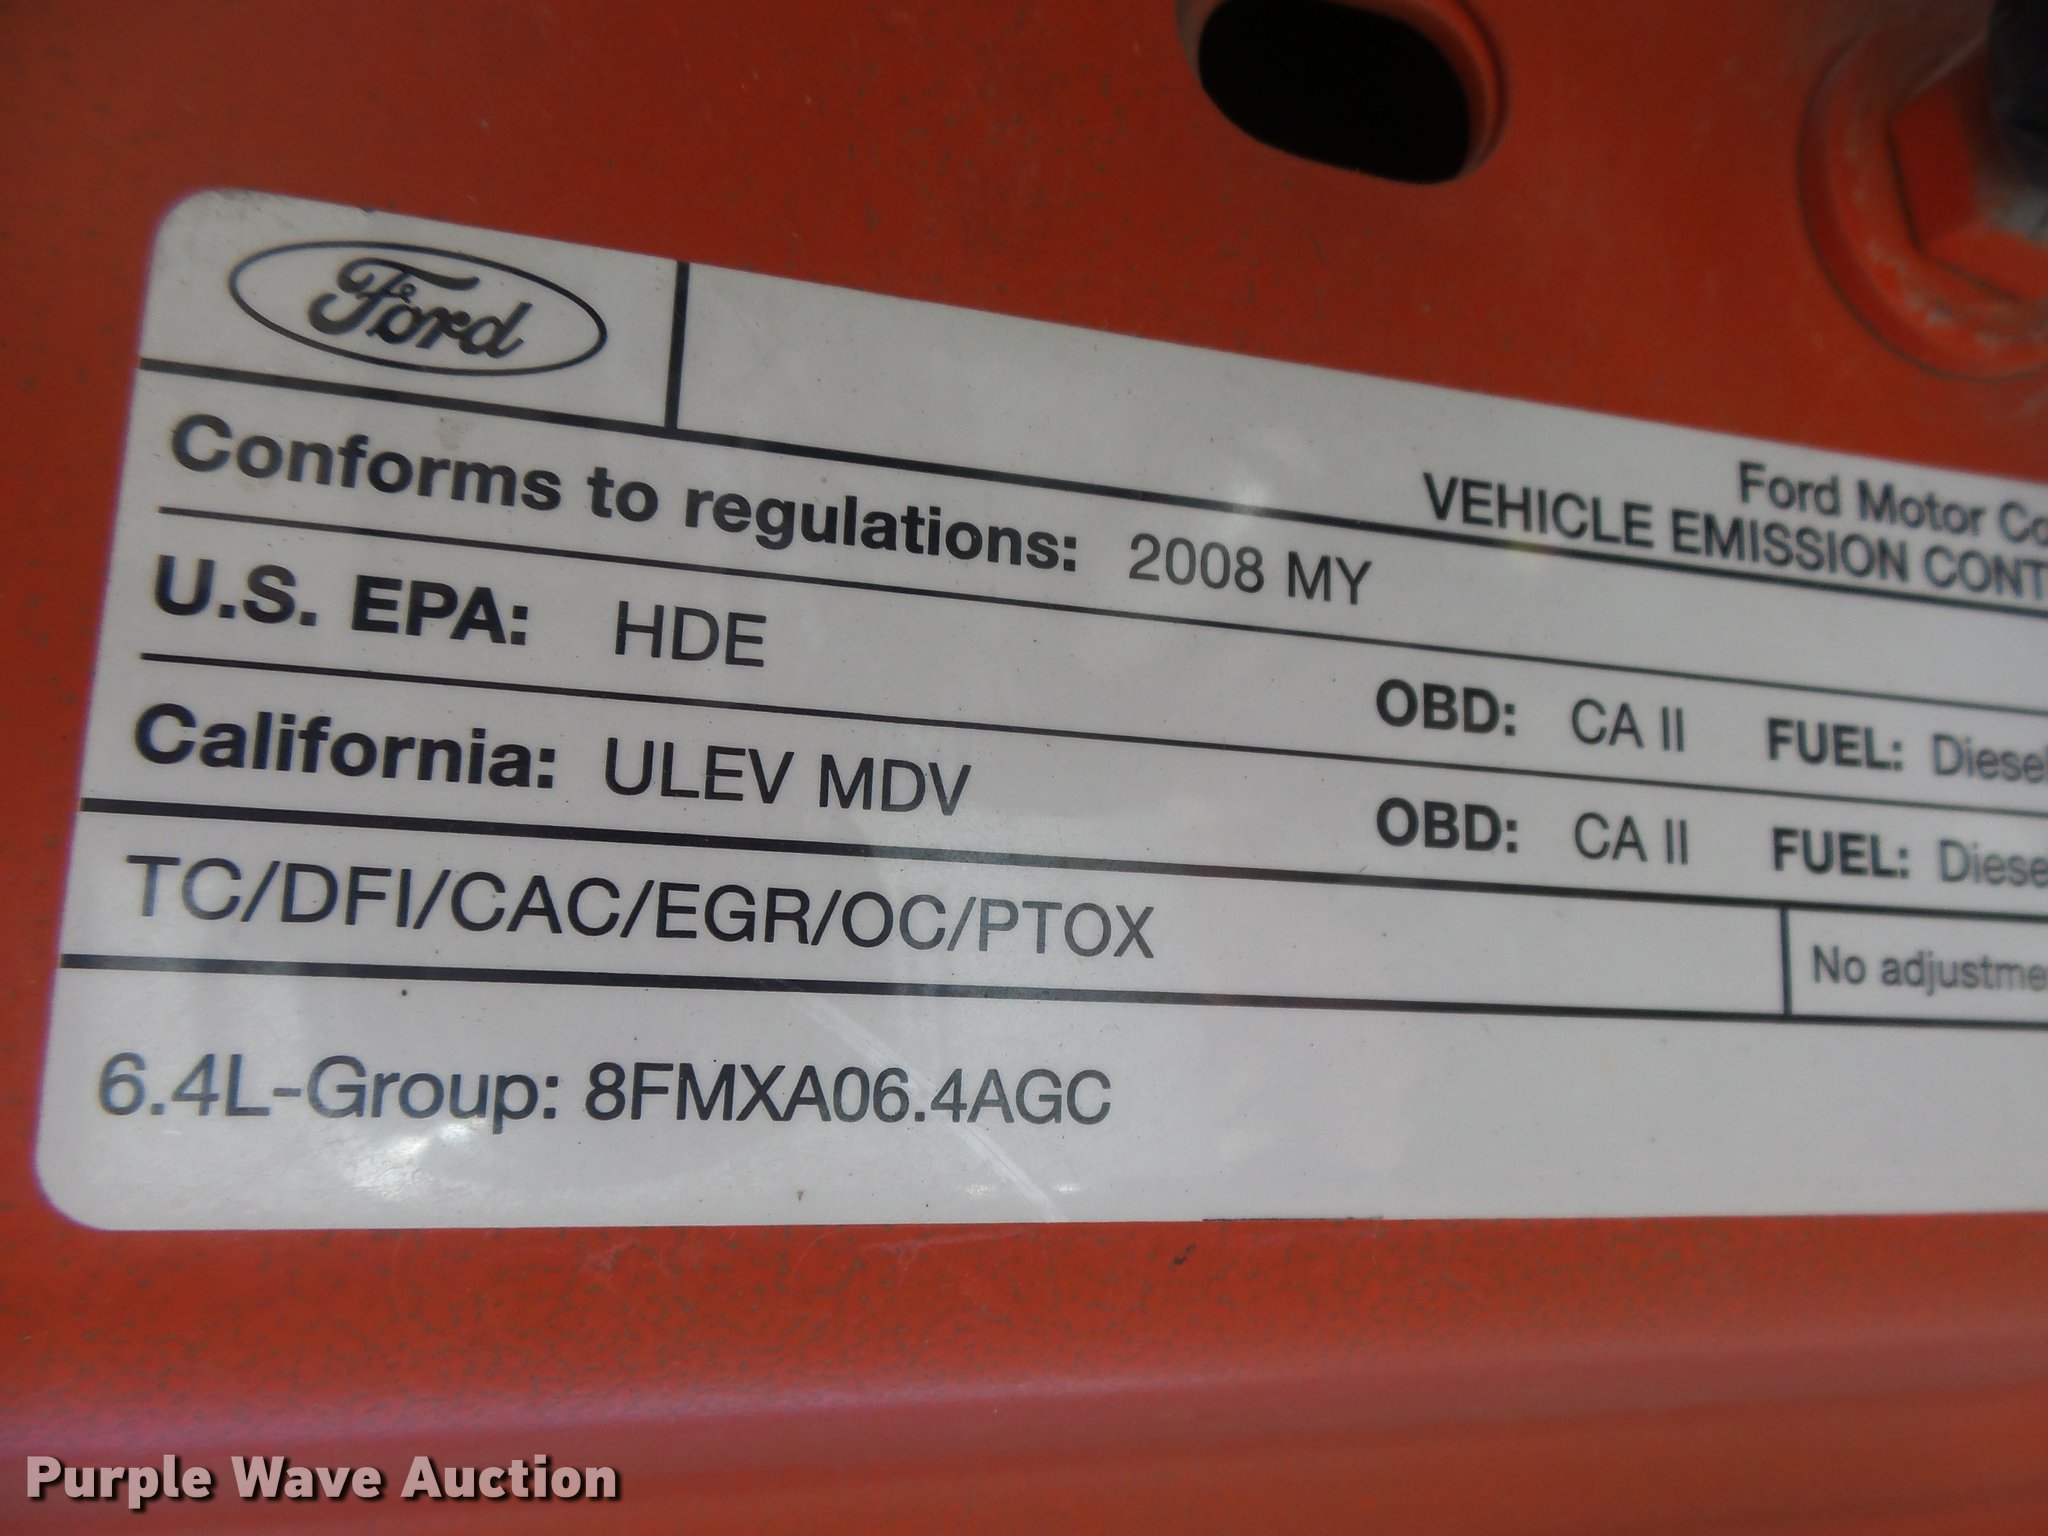 Ford
Ford Motor Co
VEHICLE EMISSION CONT
Conforms to regulations: 2008 MY
U.S. EPA: HDE OBD: CA II FUEL: Diesel
California: ULEV MDV OBD: CA II FUEL: Diese
TC/DFI/CAC/EGR/OC/PTOX No adjustme
6.4L-Group: 8FMXA06.4AGC
Purple Wave Auction